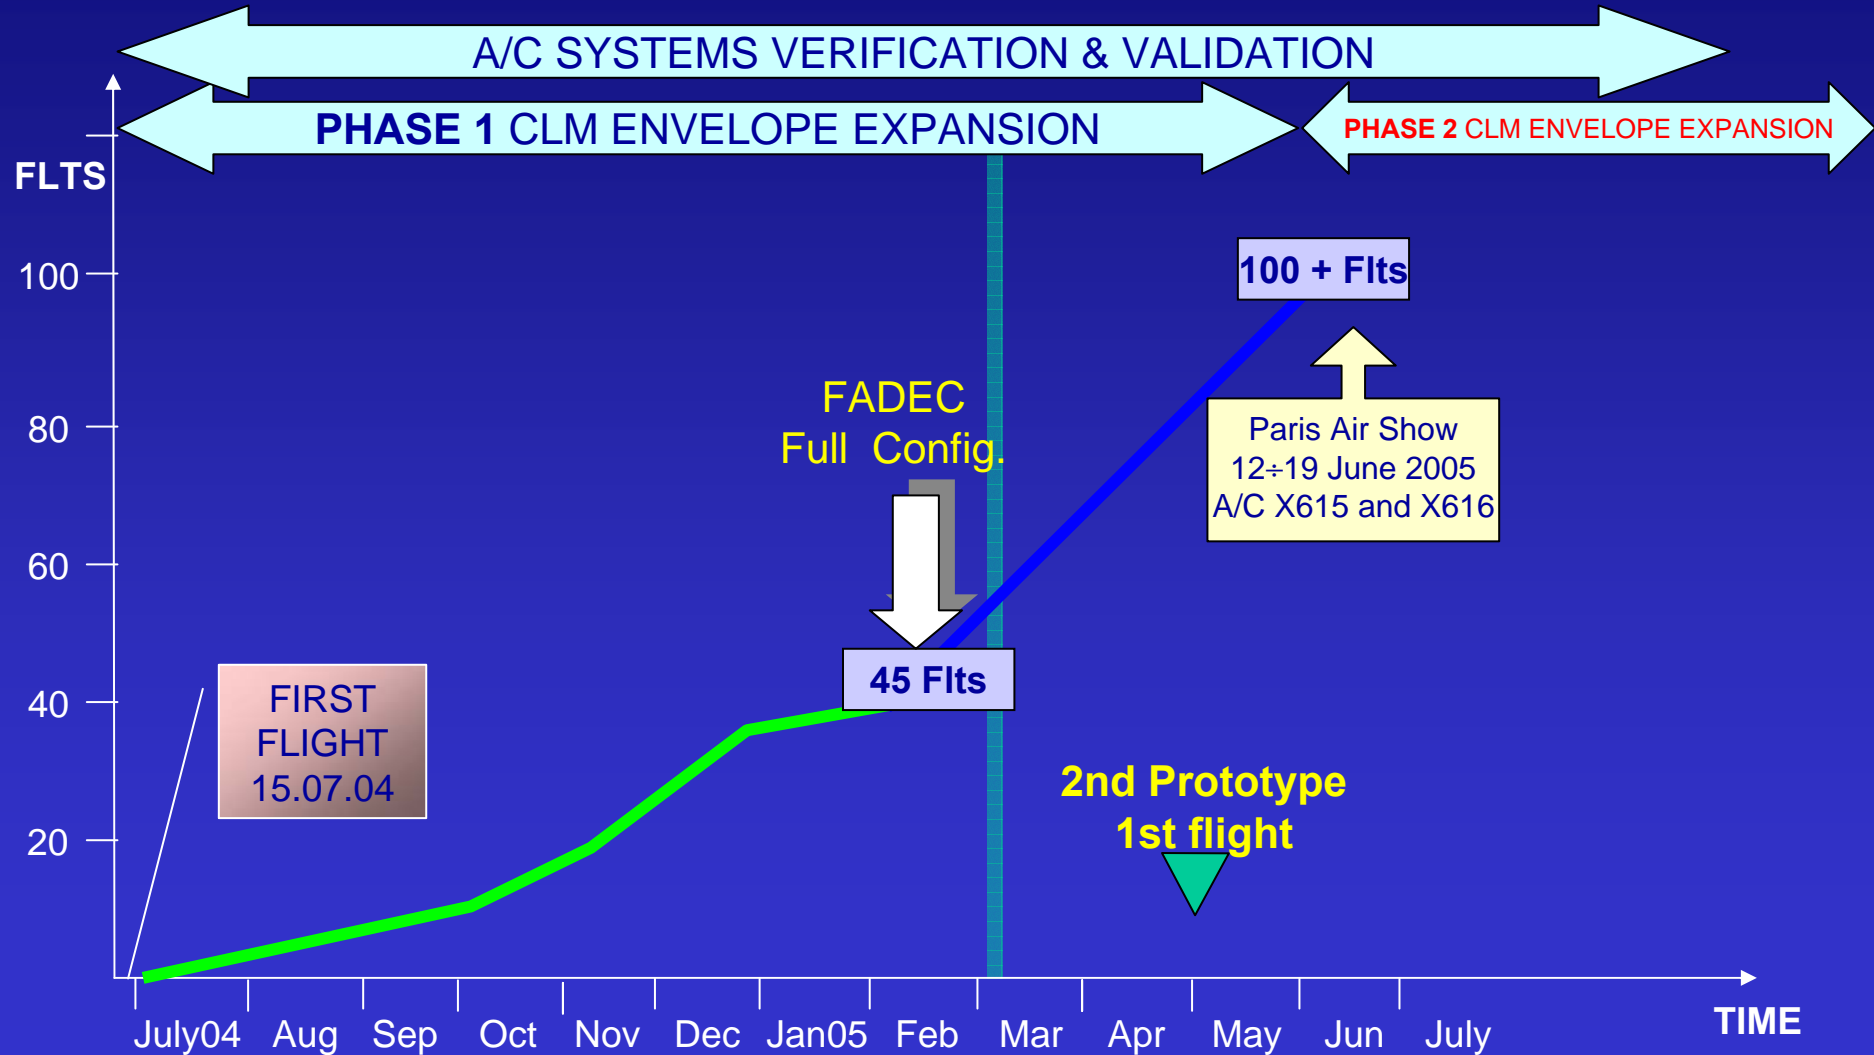 A/C SYSTEMS VERIFICATION & VALIDATION
PHASE 1 CLM ENVELOPE EXPANSION
PHASE 2 CLM ENVELOPE EXPANSION
FLTS
100
80
60
40
20
100 + Flts
FADEC
Full Config.
Paris Air Show
12÷19 June 2005
A/C X615 and X616
45 Flts
FIRST
FLIGHT
15.07.04
2nd Prototype
1st flight
July04 Aug Sep Oct Nov Dec Jan05 Feb Mar Apr May Jun July
TIME